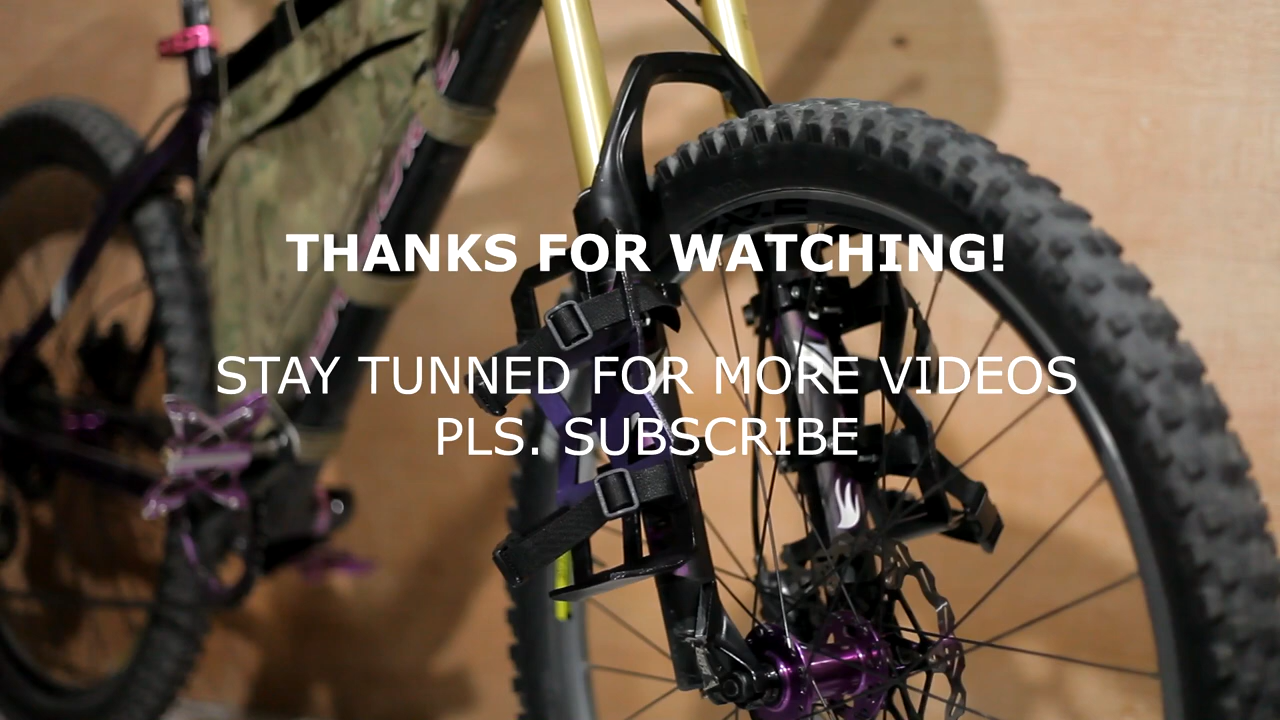 THANKS FOR WATCHING!
STAY TUNNED FOR MORE VIDEOS
PLS. SUBSCRIBE